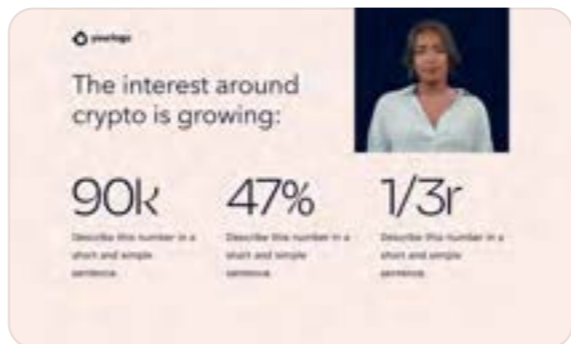 yourlogo
The interest around
crypto is growing:
90k
47%
1/3r
Describe this number in a
short and simple
sentence.
Describe this number in a
short and simple
sentence.
Describe this number in a
short and simple
sentence.